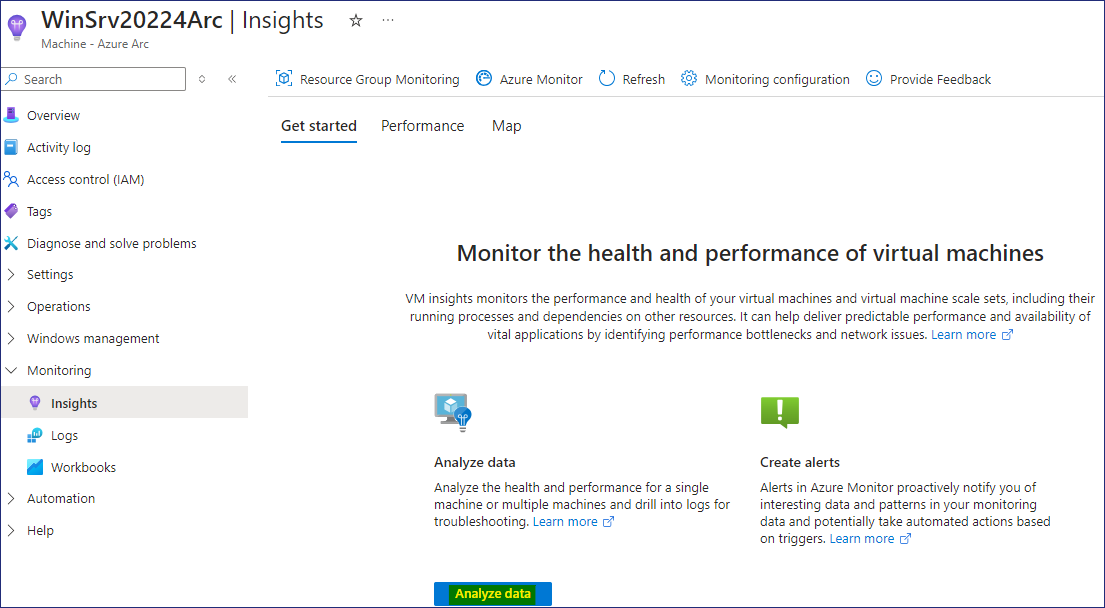 WinSrv20224Arc | Insights ☆ ···
Machine - Azure Arc
Search
Resource Group Monitoring Azure Monitor Refresh Monitoring configuration Provide Feedback
Overview
Activity log
Access control (IAM)
Tags
Diagnose and solve problems
Settings
Operations
Windows management
Monitoring
Insights
Logs
Workbooks
Automation
Help
Get started Performance Map
Monitor the health and performance of virtual machines
VM insights monitors the performance and health of your virtual machines and virtual machine scale sets, including their
running processes and dependencies on other resources. It can help deliver predictable performance and availability of
vital applications by identifying performance bottlenecks and network issues. Learn more
Analyze data
Analyze the health and performance for a single
machine or multiple machines and drill into logs for
troubleshooting. Learn more
Analyze data
Create alerts
Alerts in Azure Monitor proactively notify you of
interesting data and patterns in your monitoring
data and potentially take automated actions based
on triggers. Learn more